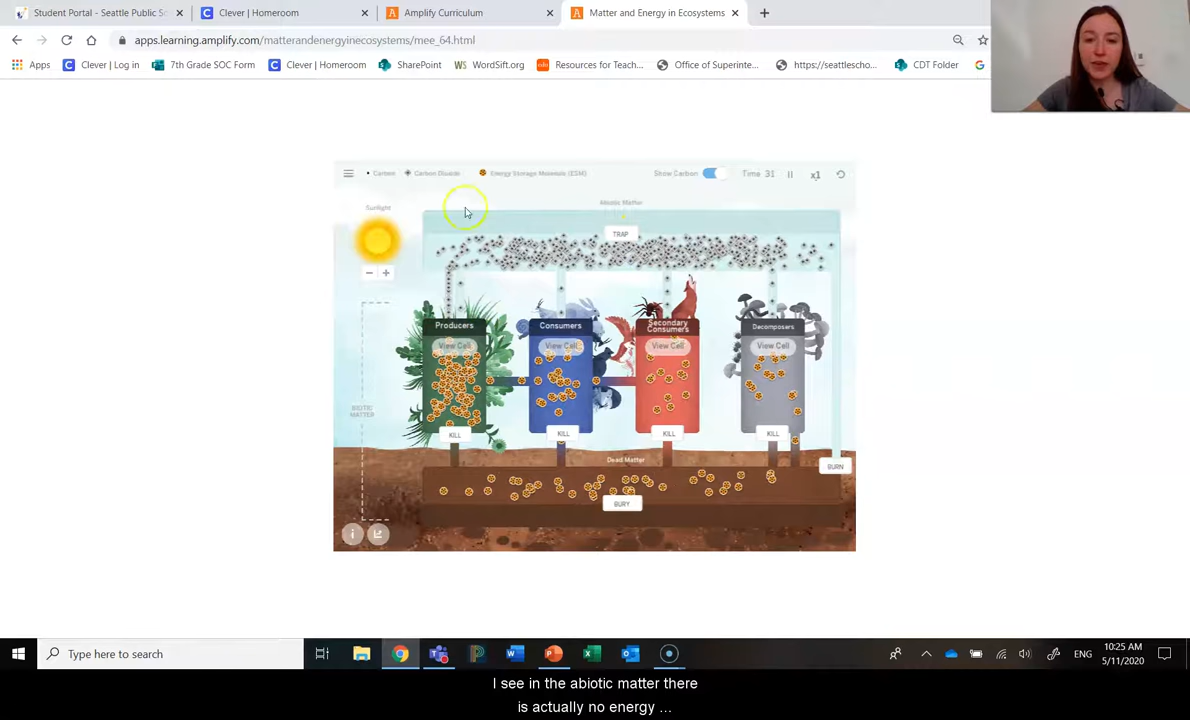 Student Portal - Seattle Public Sc
Clever | Homeroom
Amplify Curriculum
Matter and Energy in Ecosystems
apps.learning.amplify.com/matterandenergyinecosystems/mee_64.html
Apps
Clever | Log in
7th Grade SOC Form
Clever | Homeroom
SharePoint
WordSift.org
Resources for Teach...
Office of Superinte...
https://seattlescho...
CDT Folder
Carbon
Carbon Dioxide
Energy Storage Molecule (ESM)
Show Carbon
Time 31
x1
Sunlight
Abiotic Matter
TRAP
Producers
Consumers
Secondary Consumers
Decomposers
View Cell
View Cell
View Cell
View Cell
BIOTIC MATTER
KILL
KILL
KILL
KILL
Dead Matter
BURN
BURY
Type here to search
ENG
10:25 AM
5/11/2020
I see in the abiotic matter there
is actually no energy ...